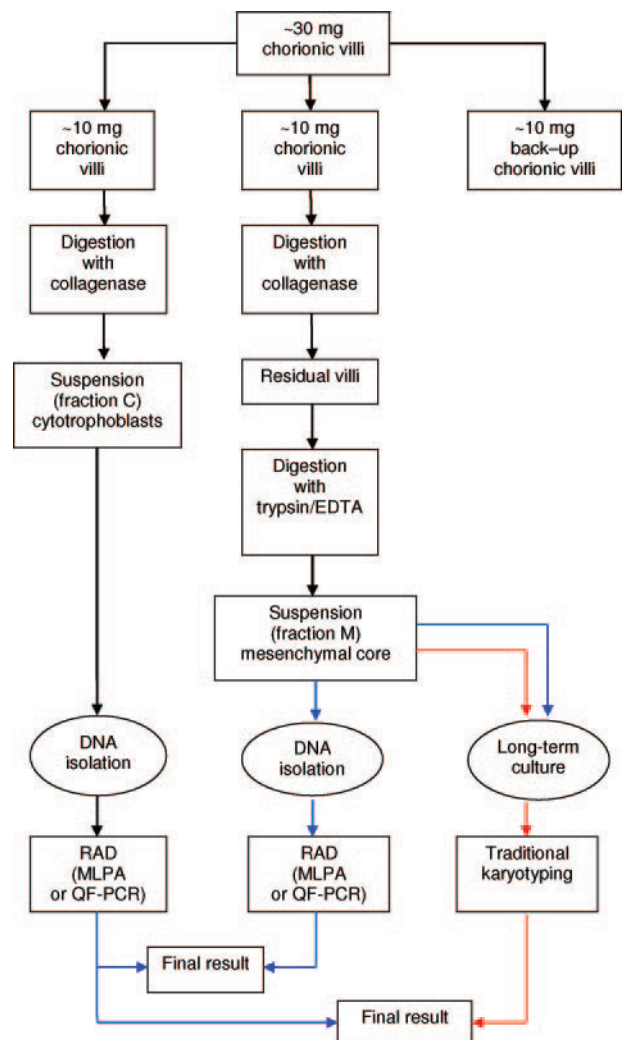 ~30 mg
chorionic villi
~10 mg
chorionic
villi
~10 mg
chorionic
villi
~10 mg
back–up
chorionic villi
Digestion
with
collagenase
Digestion
with
collagenase
Suspension
(fraction C)
cytotrophoblasts
Residual villi
Digestion
with
trypsin/EDTA
Suspension
(fraction M)
mesenchymal core
DNA
isolation
DNA
isolation
Long-term
culture
RAD
(MLPA
or QF-PCR)
RAD
(MLPA
or QF-PCR)
Traditional
karyotyping
Final result
Final result